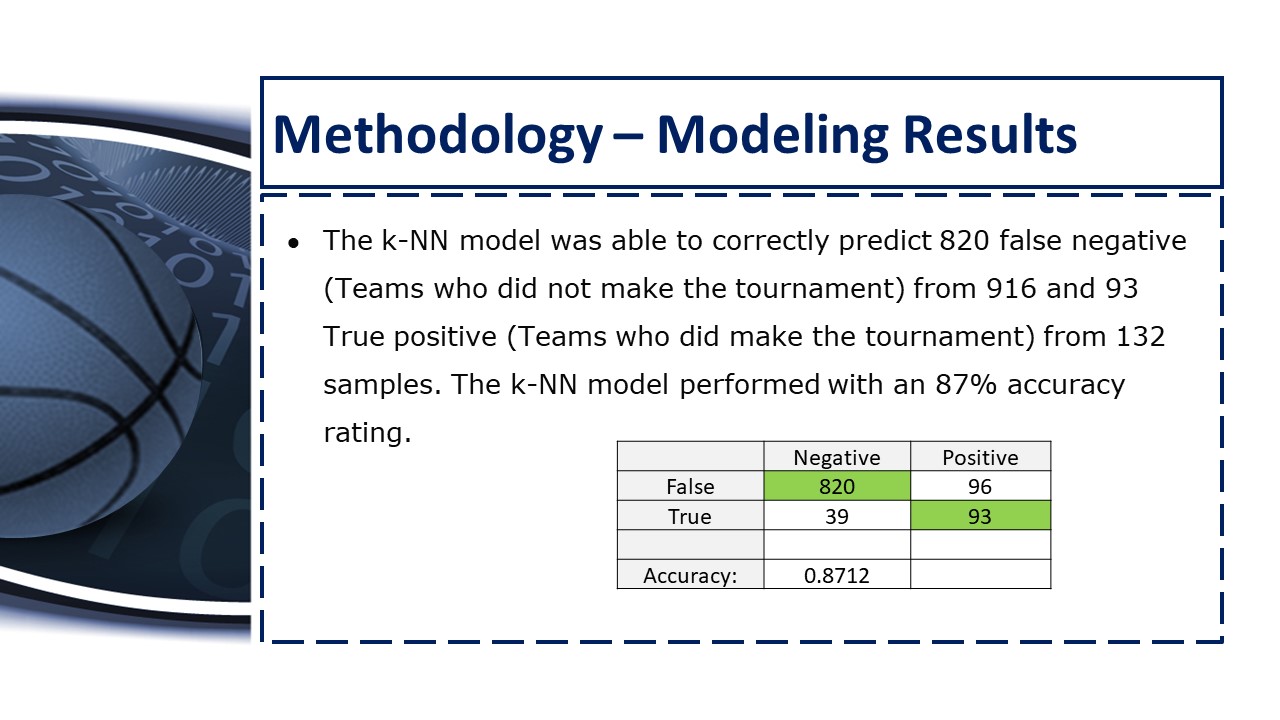 Methodology – Modeling Results
• The k-NN model was able to correctly predict 820 false negative
(Teams who did not make the tournament) from 916 and 93
True positive (Teams who did make the tournament) from 132
samples. The k-NN model performed with an 87% accuracy
rating.
Negative Positive
False 820 96
True 39 93
Accuracy: 0.8712